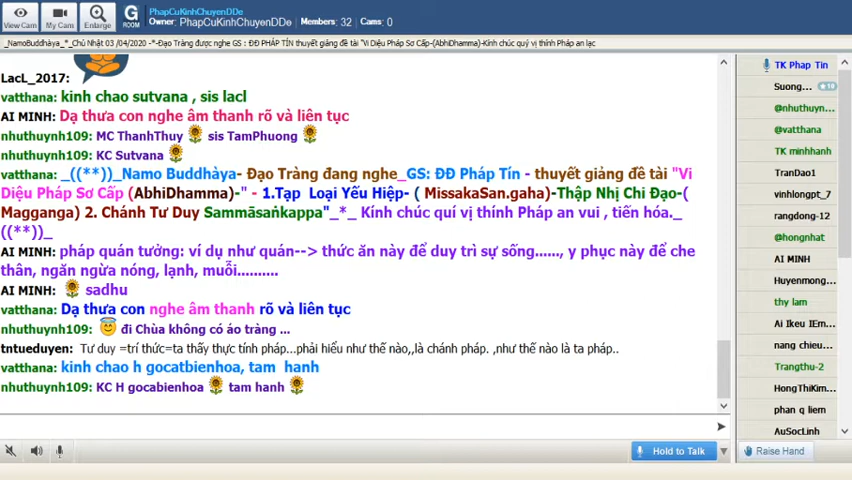 View Cam
My Cam
Enlarge
G
ROOM
PhapCuKinhChuyenDDe
Owner: PhapCuKinhChuyenDDe Members: 32 Cams: 0
_NamoBuddhàya_*_Chủ Nhật 03 /04/2020 -*-Đạo Tràng được nghe GS : ĐĐ PHÁP TÍN thuyết giảng đề tài "Vi Diệu Pháp Sơ Cấp-(AbhiDhamma)-Kính chúc quý vị thính Pháp an lạc
LacL_2017:
vatthana: kinh chao sutvana , sis lacl
AI MINH: Dạ thưa con nghe âm thanh rõ và liên tục
nhuthuynh109: MC ThanhThuy sis TamPhuong
nhuthuynh109: KC Sutvana
vatthana: _((**))_Namo Buddhàya- Đạo Tràng đang nghe_GS: ĐĐ Pháp Tín - thuyết giảng đề tài "Vi
Diệu Pháp Sơ Cấp (AbhiDhamma)-" - 1.Tạp Loại Yếu Hiệp- ( MissakaSan.gaha)-Thập Nhị Chi Đạo-(
Magganga) 2. Chánh Tư Duy Sammāsaṅkappa"_*_ Kính chúc quí vị thính Pháp an vui , tiến hóa._
((**))_
AI MINH: pháp quán tưởng: ví dụ như quán--> thức ăn này để duy trì sự sống......, y phục này để che
thân, ngăn ngừa nóng, lạnh, muỗi..........
AI MINH: sadhu
vatthana: Dạ thưa con nghe âm thanh rõ và liên tục
nhuthuynh109: đi Chùa không có áo tràng ...
tntueduyen: Tư duy =trí thức=ta thấy thực tính pháp...phải hiểu như thế nào,,là chánh pháp. ,như thế nào là ta pháp..
vatthana: kinh chao h gocatbienhoa, tam hanh
nhuthuynh109: KC H gocabienhoa tam hanh
Hold to Talk
TK Phap Tin
Suong... 10
@nhuthuyn...
@vatthana
TK minhhanh
TranDao1
vinhlongpt_7
rangdong-12
@hongnhat
AI MINH
Huyenmong...
thy lam
Ai Ikeu IEm...
nang chieu...
Trangthu-2
HongThiKim...
phan q liem
AuSocLinh
Raise Hand